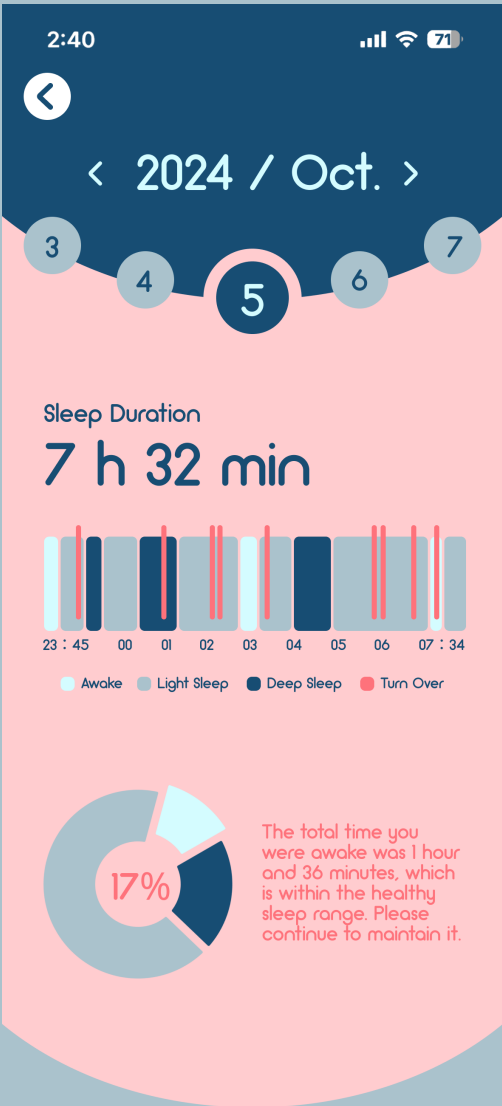 2:40
71
2024 / Oct.
3
4
5
6
7
Sleep Duration
7 h 32 min
23 : 45 00 01 02 03 04 05 06 07 : 34
Awake Light Sleep Deep Sleep Turn Over
The total time you
were awake was 1 hour
and 36 minutes, which
is within the healthy
sleep range. Please
continue to maintain it.
17%